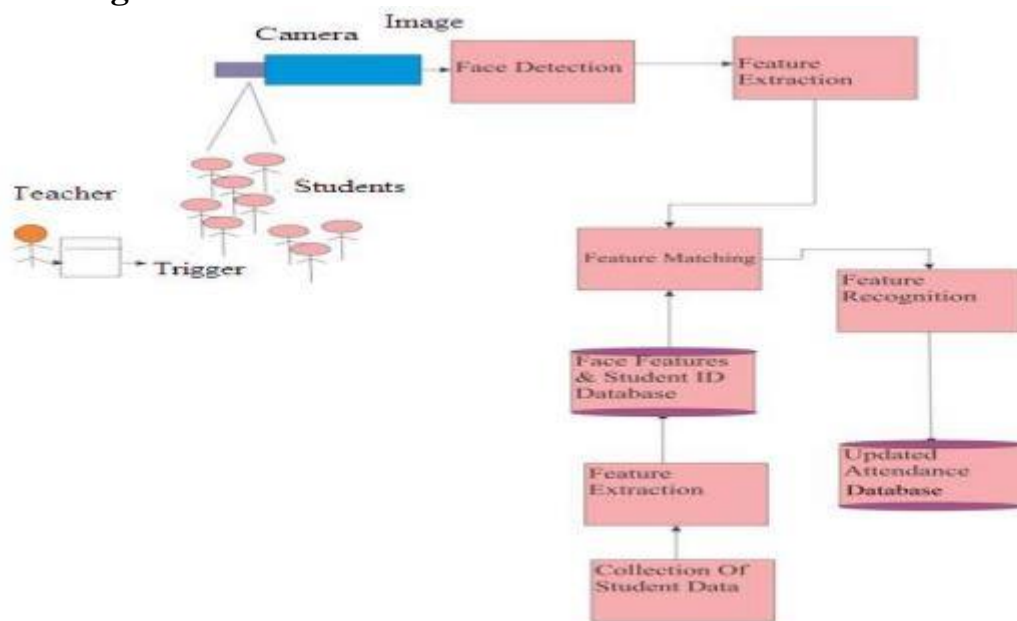 Image
Camera
Face Detection
Feature
Extraction
Students
Teacher
Trigger
Feature Matching
Feature
Recognition
Face Features
& Student ID
Database
Updated
Attendance
Database
Feature
Extraction
Collection Of
Student Data